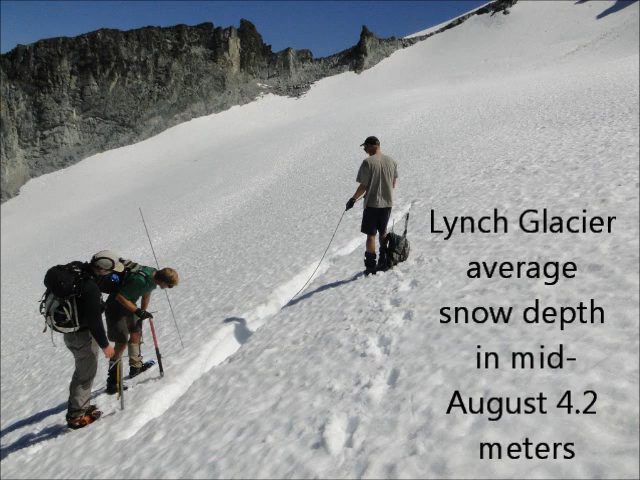 Lynch Glacier
average
snow depth
in mid-
August 4.2
meters